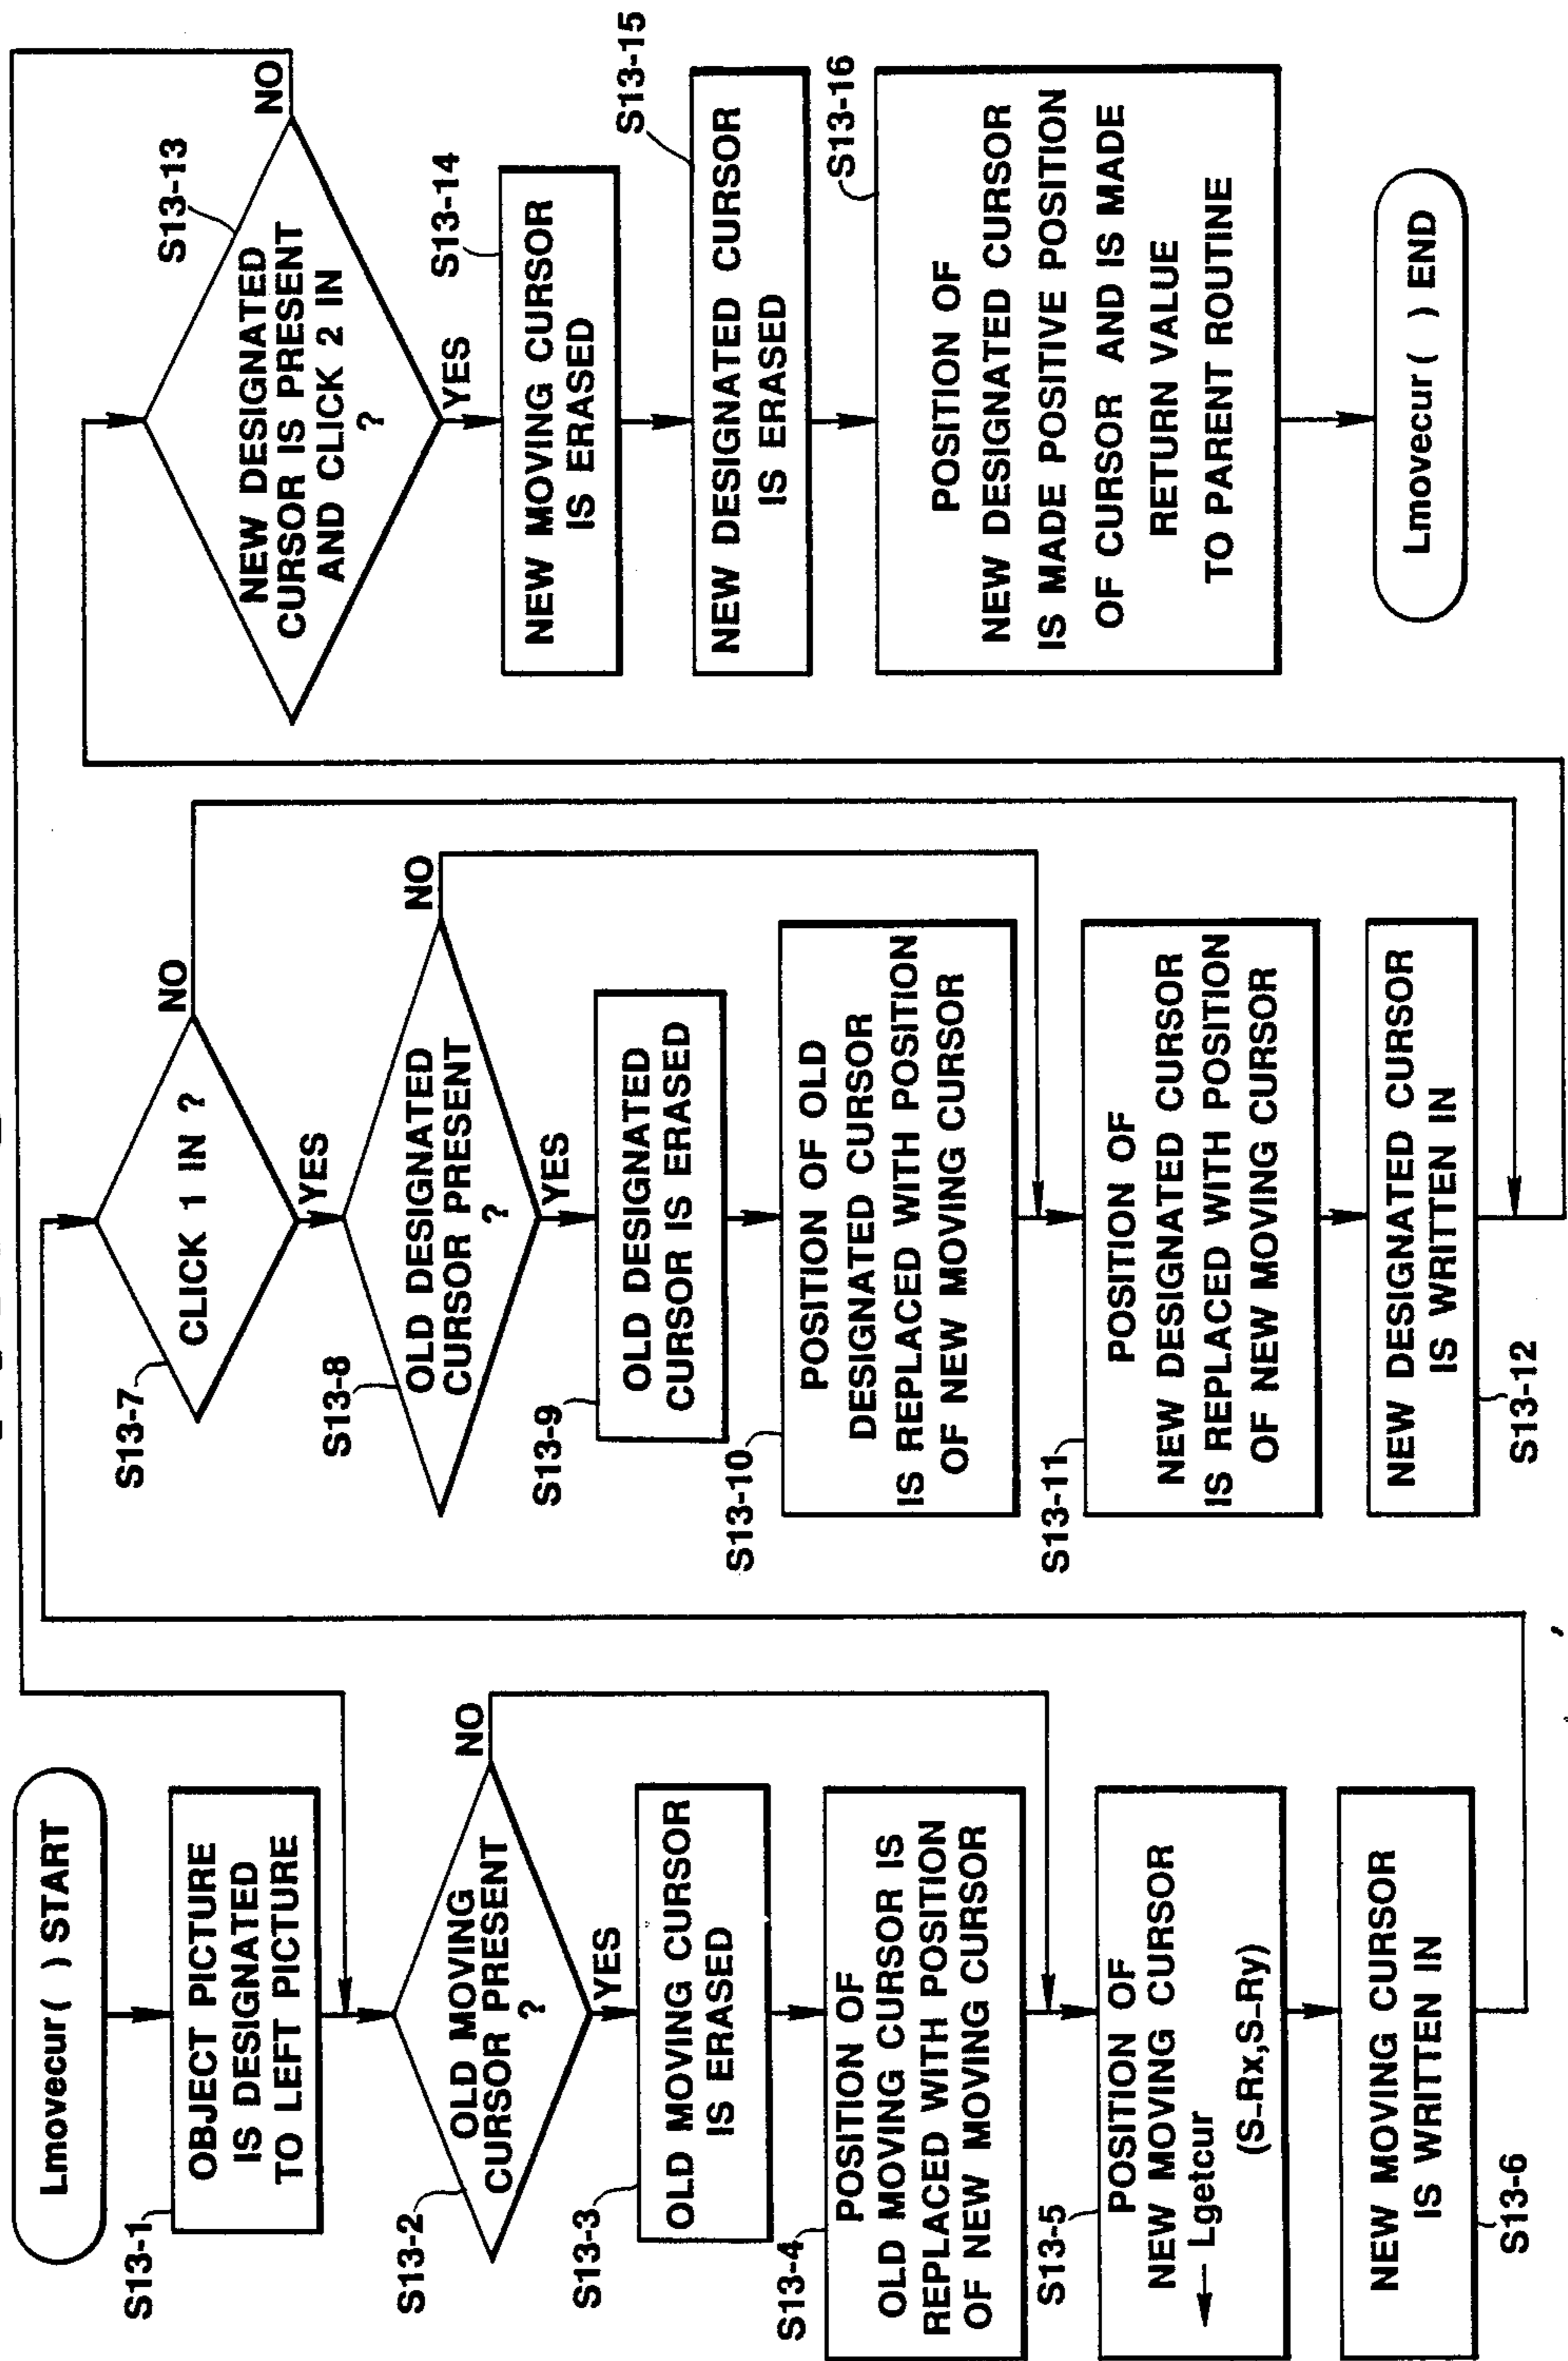 Lmovecur ( ) START
S13-1
OBJECT PICTURE
IS DESIGNATED
TO LEFT PICTURE
S13-2
OLD MOVING
CURSOR PRESENT
?
NO
YES
S13-3
OLD MOVING CURSOR
IS ERASED
S13-4
POSITION OF
OLD MOVING CURSOR IS
REPLACED WITH POSITION
OF NEW MOVING CURSOR
S13-5
POSITION OF
NEW MOVING CURSOR
← Lgetcur
(S-Rx,S-Ry)
NEW MOVING CURSOR
IS WRITTEN IN
S13-6
S13-7
CLICK 1 IN ?
NO
YES
S13-8
OLD DESIGNATED
CURSOR PRESENT
?
NO
YES
S13-9
OLD DESIGNATED
CURSOR IS ERASED
S13-10
POSITION OF OLD
DESIGNATED CURSOR
IS REPLACED WITH POSITION
OF NEW MOVING CURSOR
S13-11
POSITION OF
NEW DESIGNATED CURSOR
IS REPLACED WITH POSITION
OF NEW MOVING CURSOR
NEW DESIGNATED CURSOR
IS WRITTEN IN
S13-12
S13-13
NEW DESIGNATED
CURSOR IS PRESENT
AND CLICK 2 IN
?
NO
YES
S13-14
NEW MOVING CURSOR
IS ERASED
S13-15
NEW DESIGNATED CURSOR
IS ERASED
S13-16
POSITION OF
NEW DESIGNATED CURSOR
IS MADE POSITIVE POSITION
OF CURSOR AND IS MADE
RETURN VALUE
TO PARENT ROUTINE
Lmovecur ( ) END